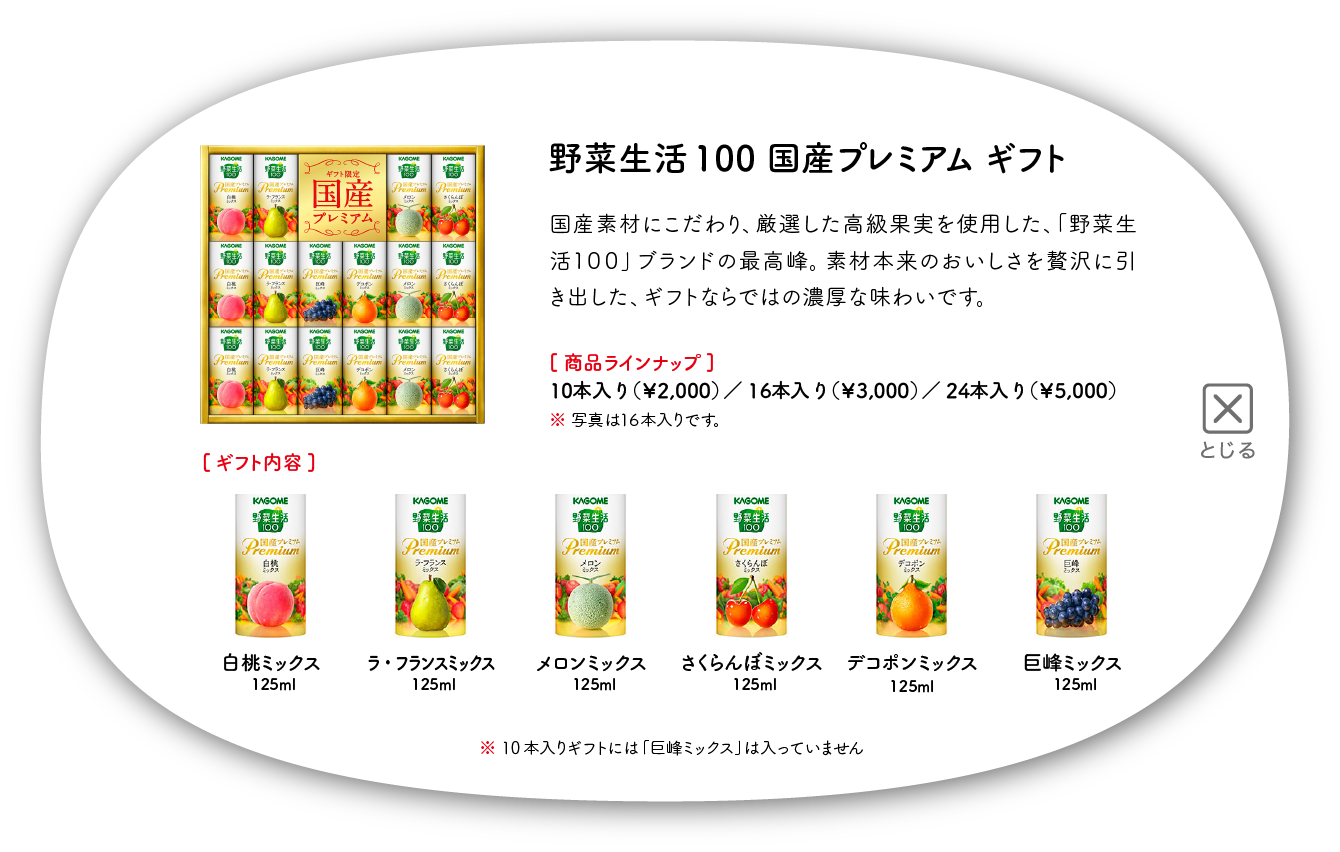 野菜生活100 国産プレミアム ギフト
国産素材にこだわり、厳選した高級果実を使用した、「野菜生
活100」ブランドの最高峰。素材本来のおいしさを贅沢に引
き出した、ギフトならではの濃厚な味わいです。
[ 商品ラインナップ ]
10本入り(¥2,000)／ 16本入り(¥3,000)／ 24本入り(¥5,000)
※ 写真は16本入りです。
ギフト限定
国産
プレミアム
とじる
[ ギフト内容 ]
KAGOME 野菜生活 100 国産プレミアム Premium 白桃 ミックス
KAGOME 野菜生活 100 国産プレミアム Premium ラ・フランス ミックス
KAGOME 野菜生活 100 国産プレミアム Premium メロン ミックス
KAGOME 野菜生活 100 国産プレミアム Premium さくらんぼ ミックス
KAGOME 野菜生活 100 国産プレミアム Premium デコポン ミックス
KAGOME 野菜生活 100 国産プレミアム Premium 巨峰 ミックス
白桃ミックス ラ・フランスミックス メロンミックス さくらんぼミックス デコポンミックス 巨峰ミックス
125ml 125ml 125ml 125ml 125ml 125ml
※ 10本入りギフトには「巨峰ミックス」は入っていません